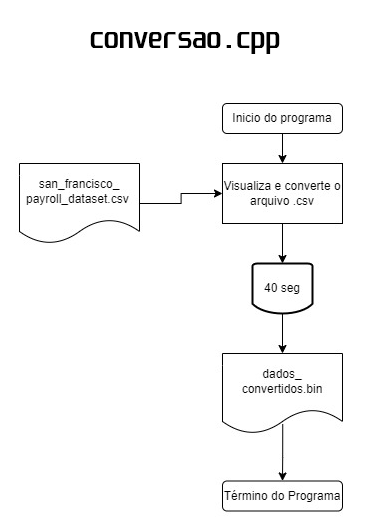 conversao.cpp
Inicio do programa
san_francisco_
payroll_dataset.csv
Visualiza e converte o
arquivo .csv
40 seg
dados_
convertidos.bin
Término do Programa